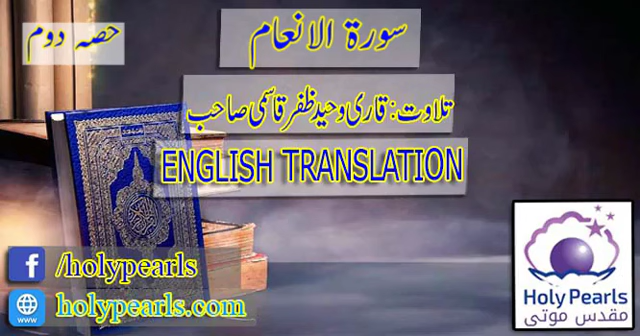 سورۃ الانعام
حصہ دوم
تلاوت: قاری وحید ظفر قاسمی صاحب
ENGLISH TRANSLATION
/holypearls
www
holypearls.com
Holy Pearls
مقدس موتی